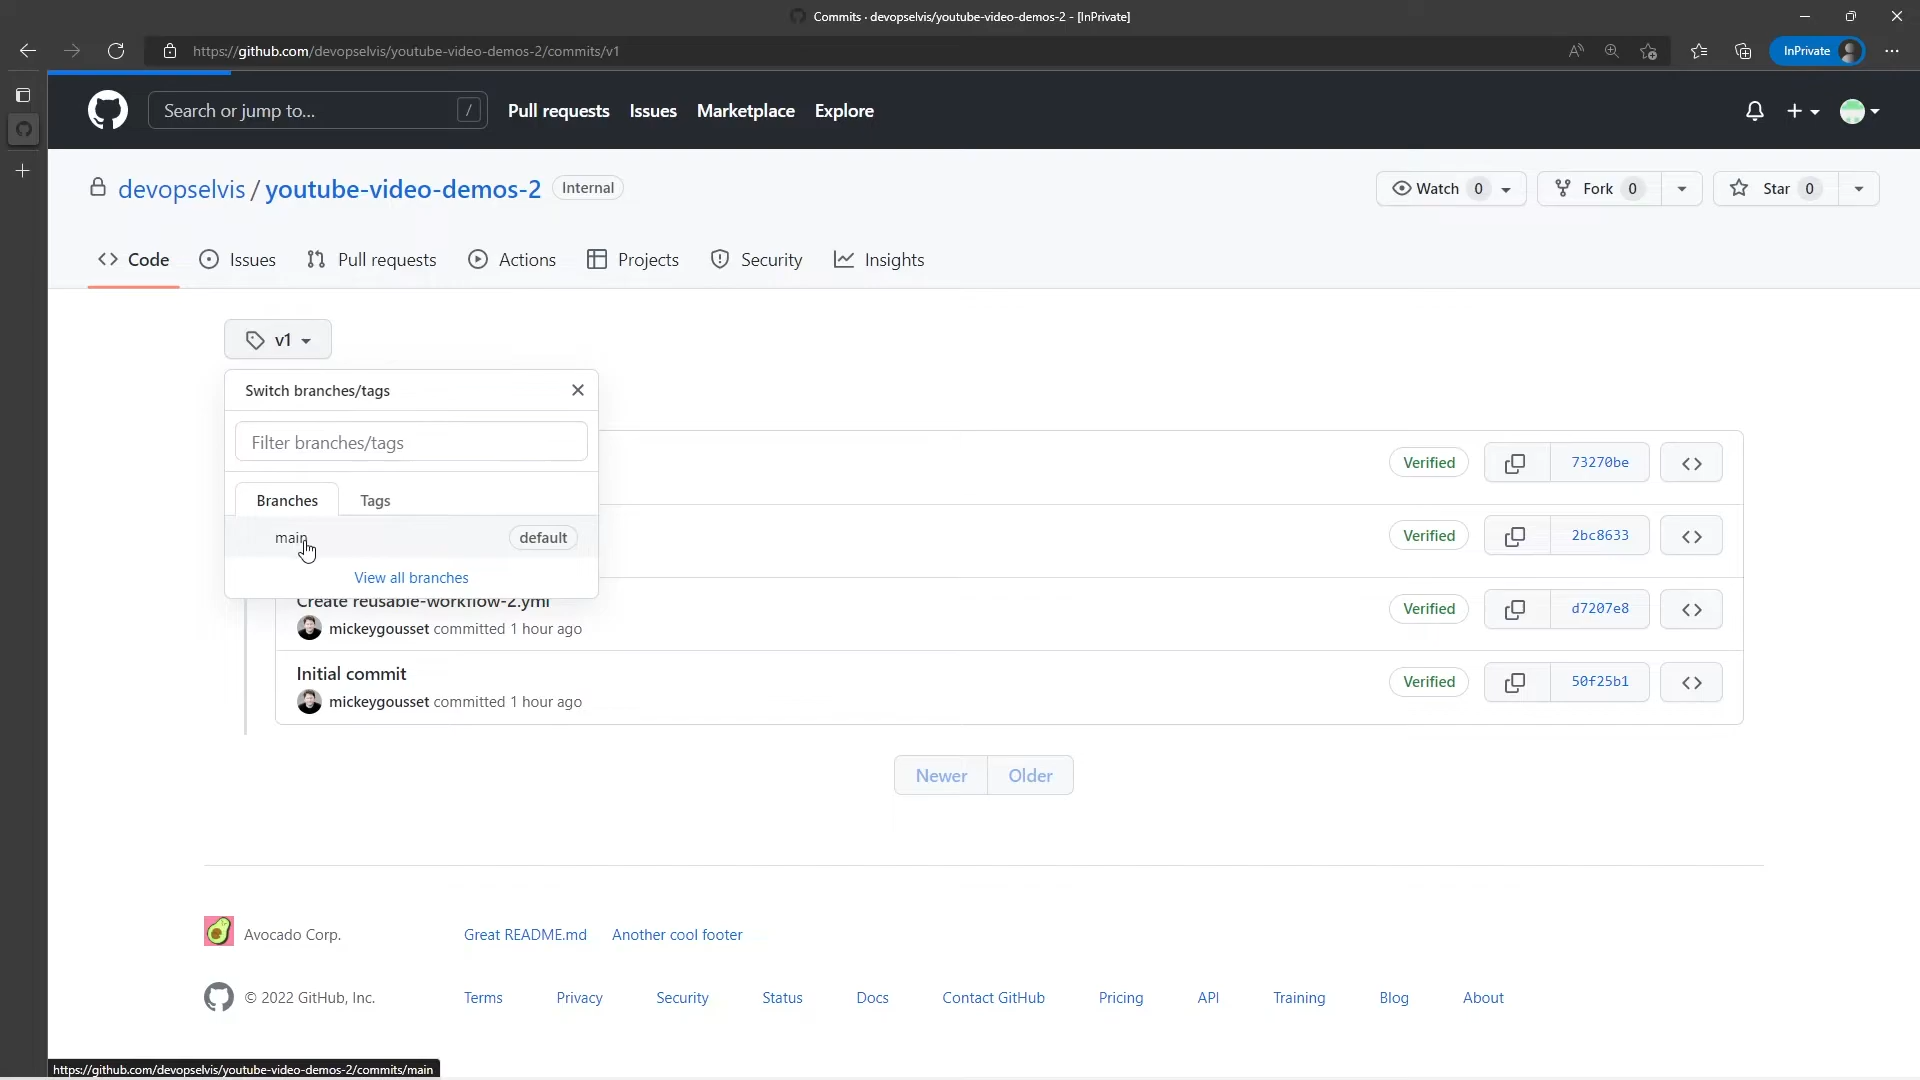 Commits · devopselvis/youtube-video-demos-2 - [InPrivate]
https://github.com/devopselvis/youtube-video-demos-2/commits/v1
InPrivate
Search or jump to... /
Pull requests Issues Marketplace Explore
devopselvis / youtube-video-demos-2 Internal
Watch 0 Fork 0 Star 0
Code Issues Pull requests Actions Projects Security Insights
v1
Switch branches/tags
Filter branches/tags
Verified 73270be
Branches Tags
main default
Verified 2bc8633
View all branches
Create reusable-workflow-2.yml
Verified d7207e8
mickeygousset committed 1 hour ago
Initial commit
Verified 50f25b1
mickeygousset committed 1 hour ago
Newer Older
Avocado Corp. Great README.md Another cool footer
© 2022 GitHub, Inc. Terms Privacy Security Status Docs Contact GitHub Pricing API Training Blog About
https://github.com/devopselvis/youtube-video-demos-2/commits/main